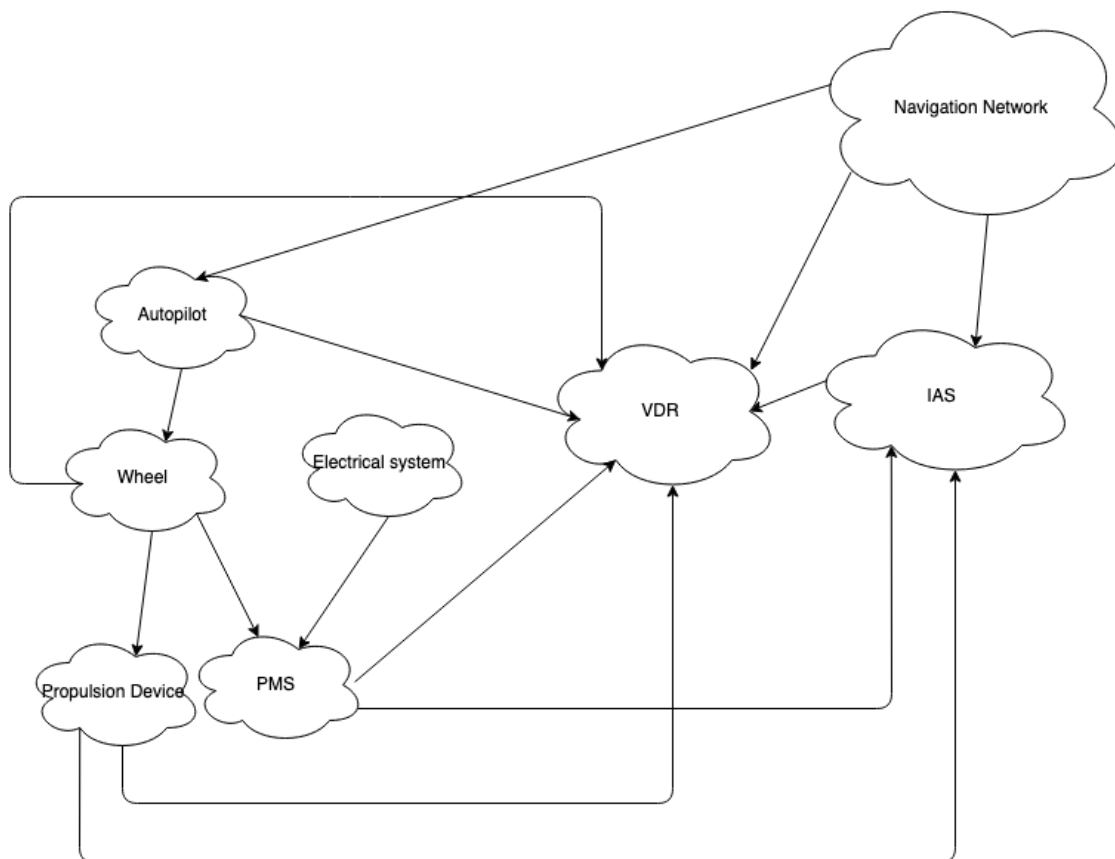 Navigation Network
Autopilot
VDR
IAS
Electrical system
Wheel
PMS
Propulsion Device